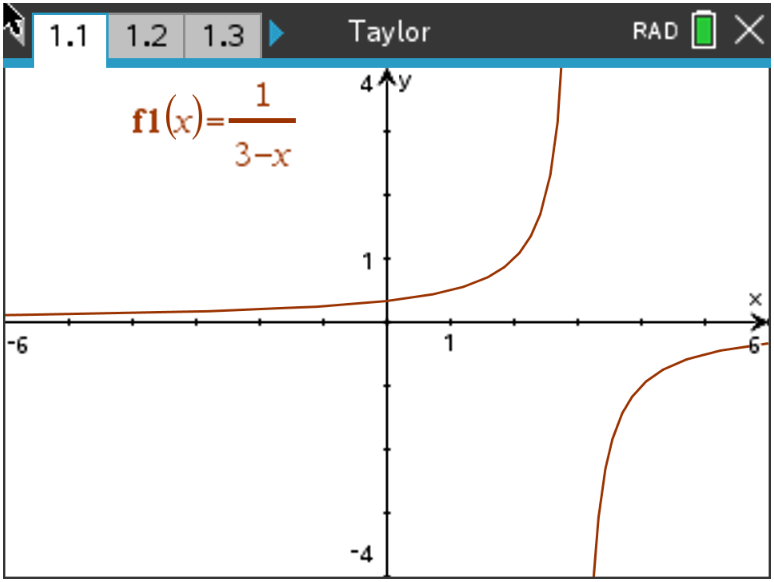 1.1 1.2 1.3 Taylor RAD
4 y
f1(x)=1/(3-x)
1
x
-6 1 6
-4